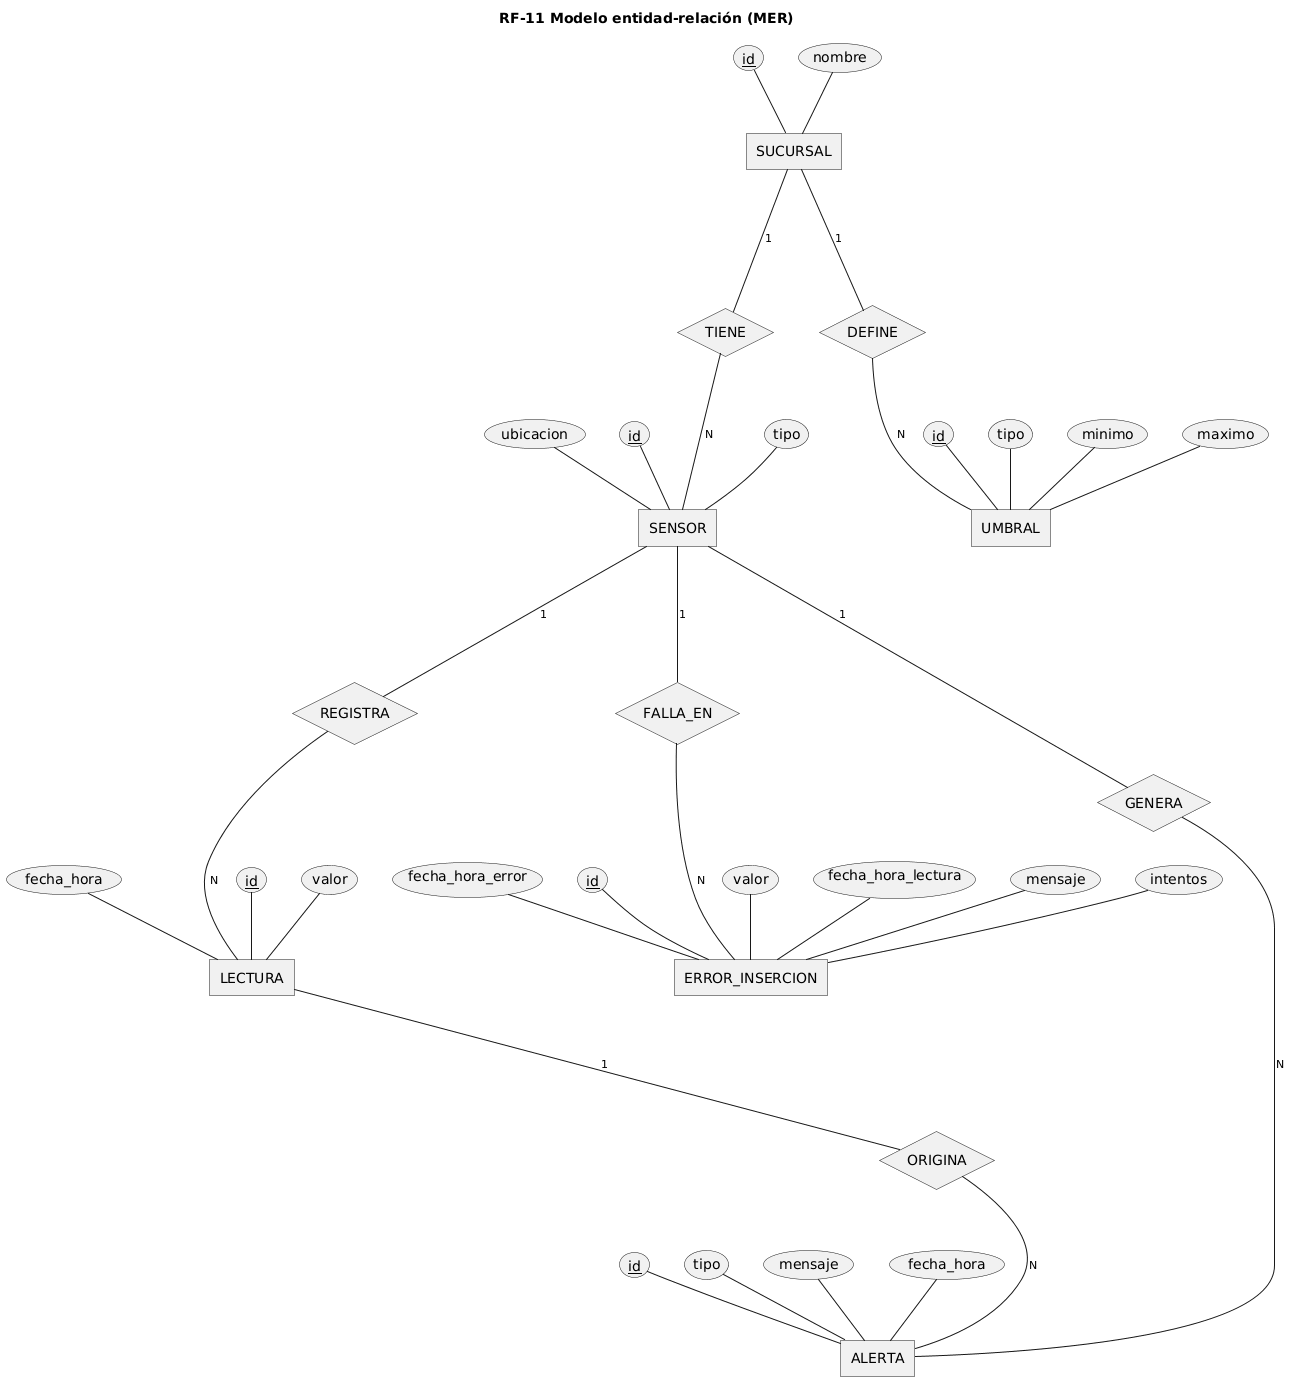 RF-11 Modelo entidad-relación (MER)
id
nombre
SUCURSAL
1
1
TIENE
DEFINE
ubicacion
id
N
tipo
N
id
tipo
minimo
maximo
SENSOR
UMBRAL
1
1
1
REGISTRA
FALLA_EN
GENERA
fecha_hora
N
id
valor
fecha_hora_error
id
N
valor
fecha_hora_lectura
mensaje
intentos
LECTURA
ERROR_INSERCION
1
N
ORIGINA
id
tipo
mensaje
fecha_hora
N
ALERTA